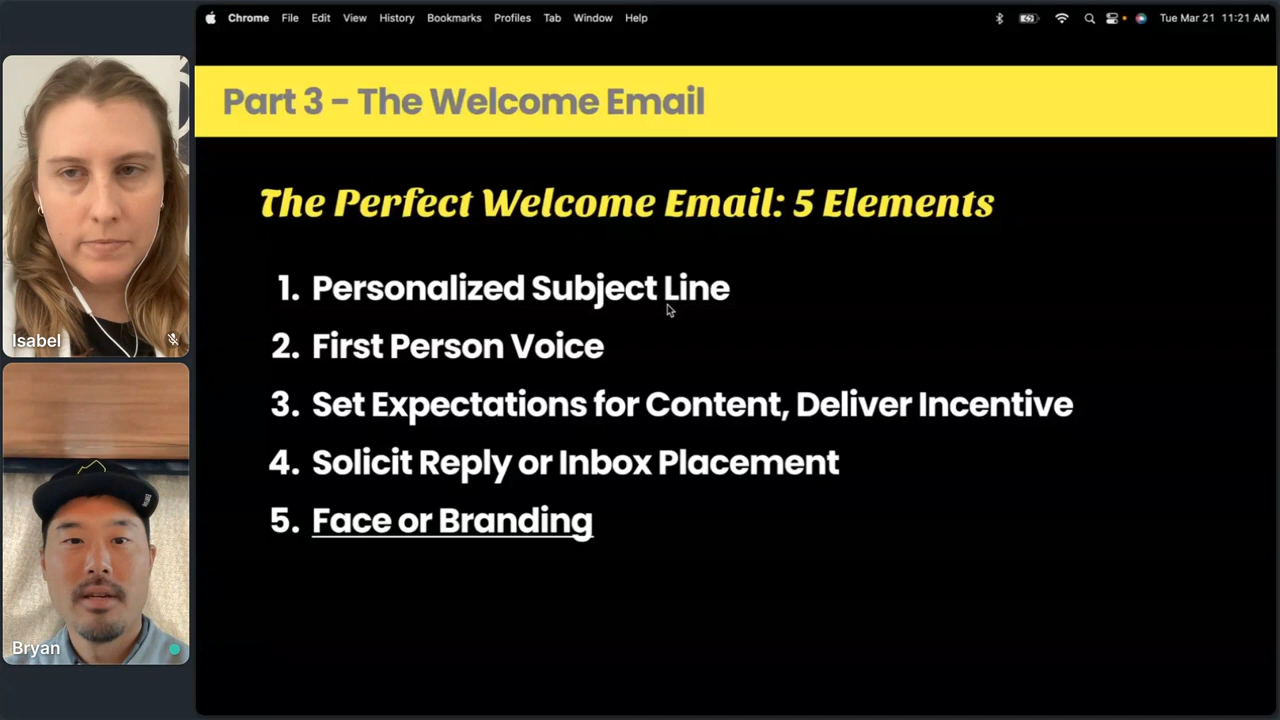 Chrome File Edit View History Bookmarks Profiles Tab Window Help Tue Mar 21 11:21 AM
Part 3 - The Welcome Email
The Perfect Welcome Email: 5 Elements
1. Personalized Subject Line
2. First Person Voice
3. Set Expectations for Content, Deliver Incentive
4. Solicit Reply or Inbox Placement
5. Face or Branding
Isabel
Bryan